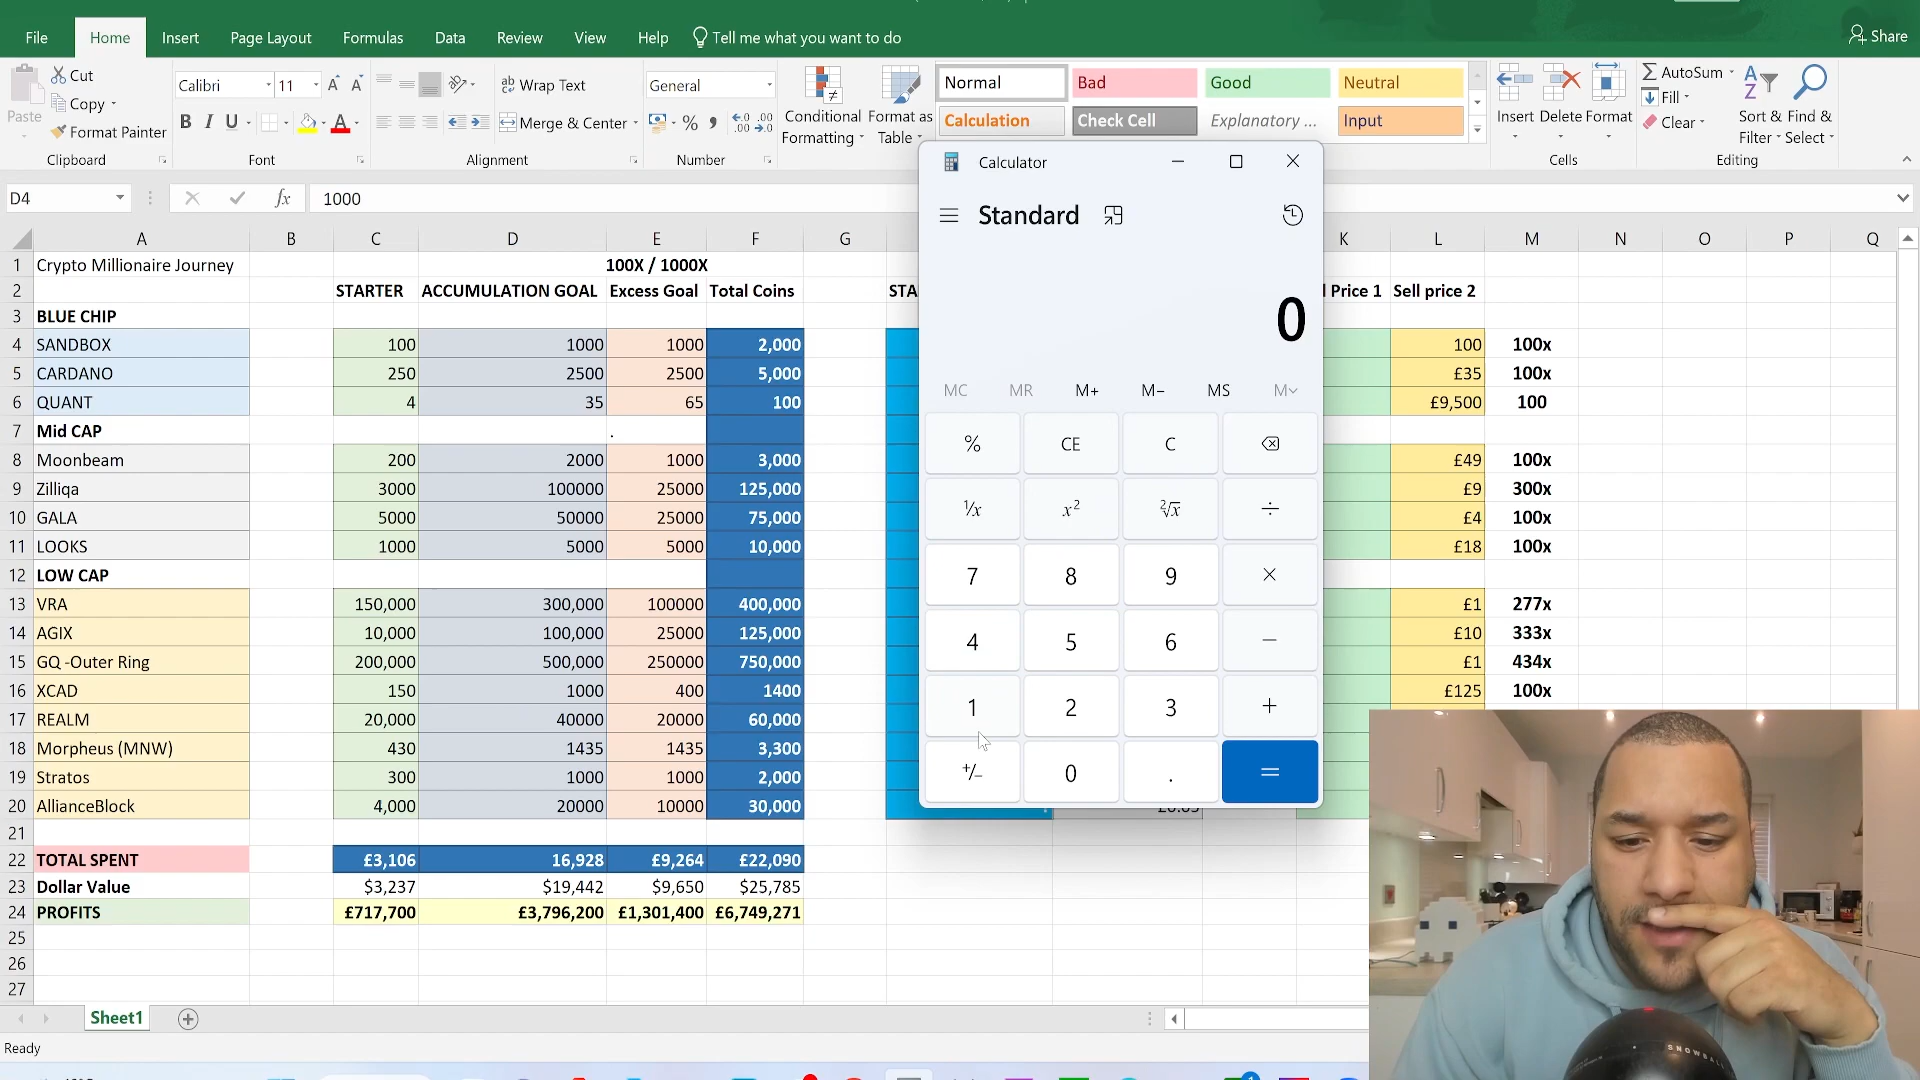 File Home Insert Page Layout Formulas Data Review View Help Tell me what you want to do Share
Paste Cut Copy Format Painter Clipboard
Calibri 11 B I U Font
Wrap Text Merge & Center Alignment
General % Number
Conditional Formatting Format as Table
Normal Bad Good Neutral
Calculation Check Cell Explanatory ... Input
Insert Delete Format Cells
AutoSum Fill Clear Sort & Filter Find & Editing
D4 fx 1000
A B C D E F G K L M N O P Q
1 Crypto Millionaire Journey 100X / 1000X
2 STARTER ACCUMULATION GOAL Excess Goal Total Coins STA l Price 1 Sell price 2
3 BLUE CHIP
4 SANDBOX 100 1000 1000 2,000 100 100x
5 CARDANO 250 2500 2500 5,000 £35 100x
6 QUANT 4 35 65 100 £9,500 100
7 Mid CAP .
8 Moonbeam 200 2000 1000 3,000 £49 100x
9 Zilliqa 3000 100000 25000 125,000 £9 300x
10 GALA 5000 50000 25000 75,000 £4 100x
11 LOOKS 1000 5000 5000 10,000 £18 100x
12 LOW CAP
13 VRA 150,000 300,000 100000 400,000 £1 277x
14 AGIX 10,000 100,000 25000 125,000 £10 333x
15 GQ -Outer Ring 200,000 500,000 250000 750,000 £1 434x
16 XCAD 150 1000 400 1400 £125 100x
17 REALM 20,000 40000 20000 60,000
18 Morpheus (MNW) 430 1435 1435 3,300
19 Stratos 300 1000 1000 2,000
20 AllianceBlock 4,000 20000 10000 30,000
21
22 TOTAL SPENT £3,106 16,928 £9,264 £22,090
23 Dollar Value $3,237 $19,442 $9,650 $25,785
24 PROFITS £717,700 £3,796,200 £1,301,400 £6,749,271
25
26
27
Calculator
Standard
0
MC MR M+ M− MS M
% CE C
¹/x x² ²√x ÷
7 8 9 ×
4 5 6 −
1 2 3 +
+/− 0 . =
Sheet1
Ready
SNOWBALL